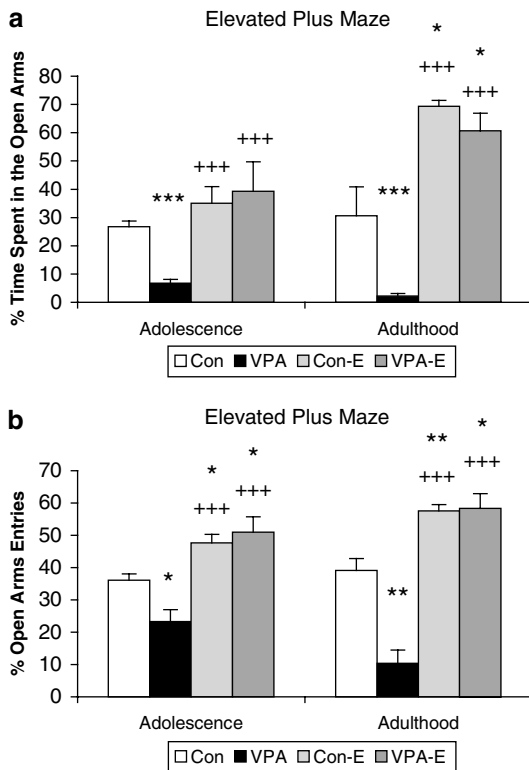 a
Elevated Plus Maze
% Time Spent in the Open Arms
80
70
60
50
40
30
20
10
0
***
+++
+++
***
*
+++
*
+++
Adolescence
Adulthood
Con VPA Con-E VPA-E
b
Elevated Plus Maze
% Open Arms Entries
70
60
50
40
30
20
10
0
*
*
+++
*
+++
**
**
+++
*
+++
Adolescence
Adulthood
Con VPA Con-E VPA-E